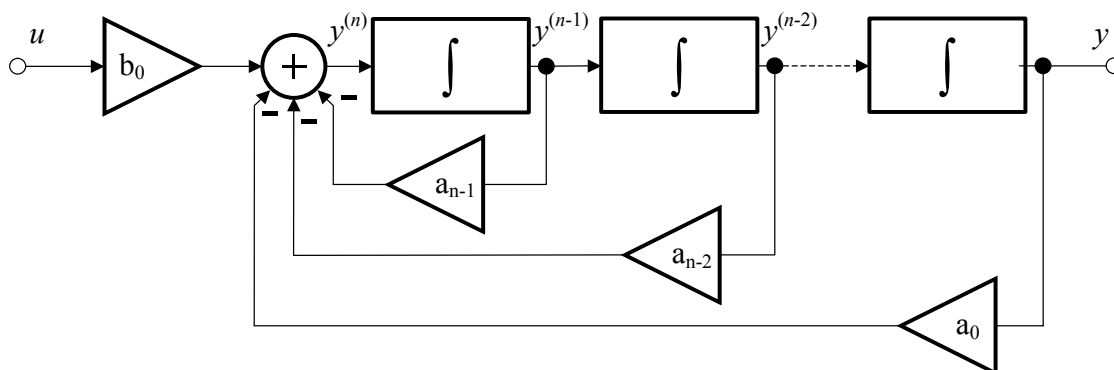 u y⁽ⁿ⁾ y⁽ⁿ⁻¹⁾ y⁽ⁿ⁻²⁾ y
b₀ + ∫ ∫ ∫
− − −
aₙ₋₁
aₙ₋₂
a₀